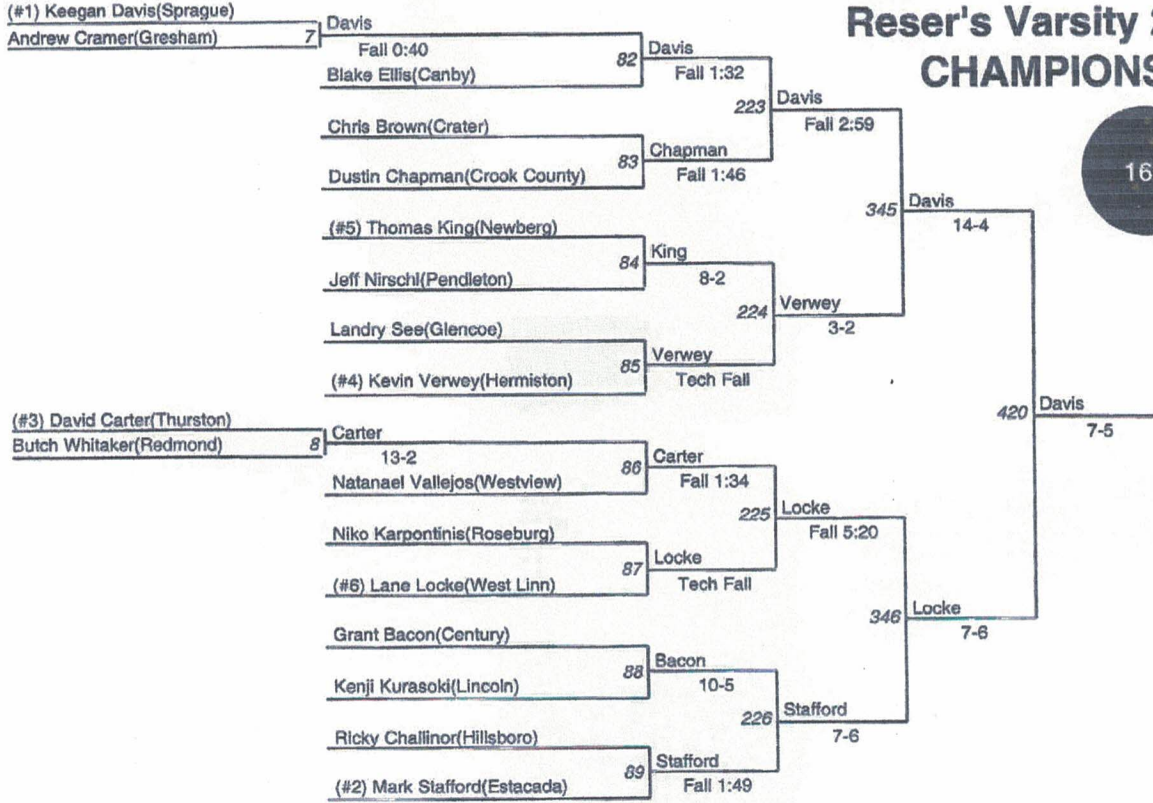 Reser's Varsity
CHAMPIONS
16
(#1) Keegan Davis(Sprague)
Andrew Cramer(Gresham)
7
Davis
Fall 0:40
Blake Ellis(Canby)
82
Davis
Fall 1:32
Chris Brown(Crater)
Dustin Chapman(Crook County)
83
Chapman
Fall 1:46
223
Davis
Fall 2:59
(#5) Thomas King(Newberg)
Jeff Nirschl(Pendleton)
84
King
8-2
Landry See(Glencoe)
(#4) Kevin Verwey(Hermiston)
85
Verwey
Tech Fall
224
Verwey
3-2
345
Davis
14-4
(#3) David Carter(Thurston)
Butch Whitaker(Redmond)
8
Carter
13-2
Natanael Vallejos(Westview)
86
Carter
Fall 1:34
Niko Karpontinis(Roseburg)
(#6) Lane Locke(West Linn)
87
Locke
Tech Fall
225
Locke
Fall 5:20
Grant Bacon(Century)
Kenji Kurasoki(Lincoln)
88
Bacon
10-5
Ricky Challinor(Hillsboro)
(#2) Mark Stafford(Estacada)
89
Stafford
Fall 1:49
226
Stafford
7-6
346
Locke
7-6
420
Davis
7-5